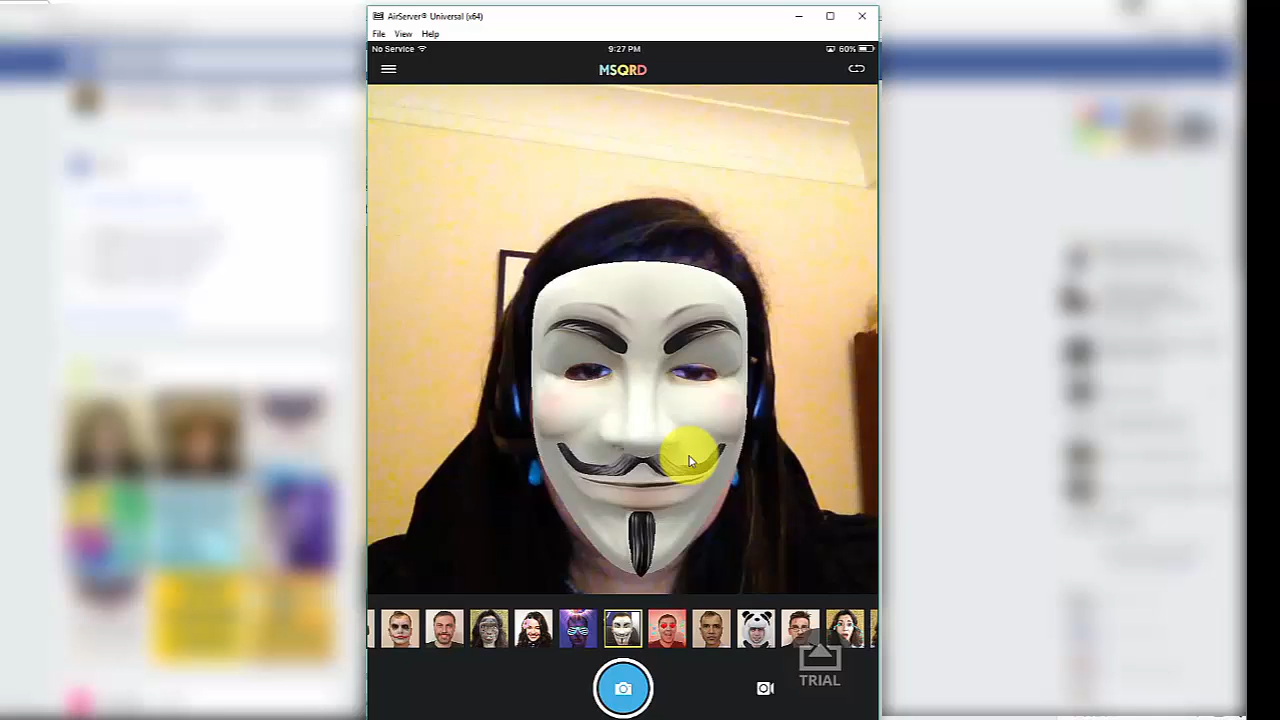 AirServer® Universal (x64)
File View Help
No Service 9:27 PM 60%
MSQRD
TRIAL